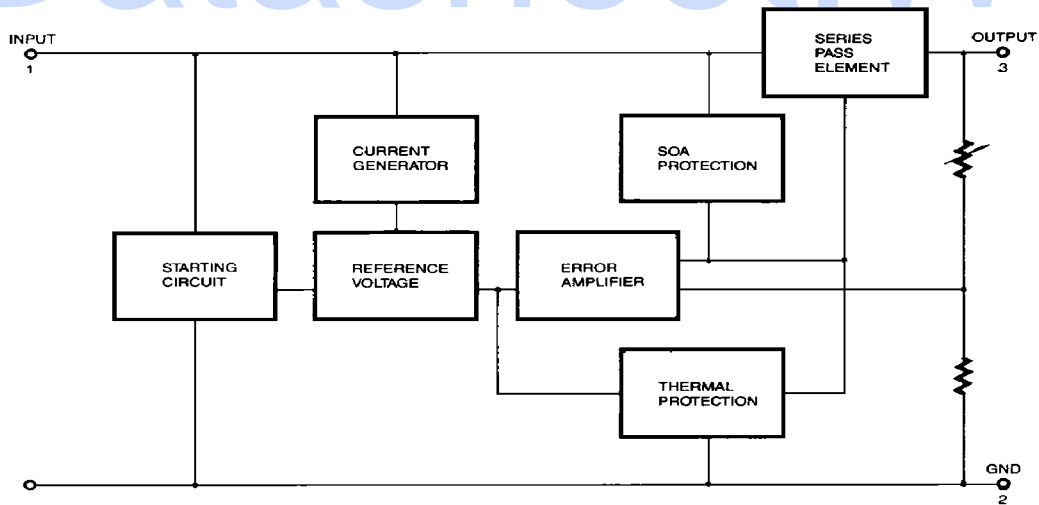 INPUT
1
SERIES
PASS
ELEMENT
OUTPUT
3
CURRENT
GENERATOR
SOA
PROTECTION
STARTING
CIRCUIT
REFERENCE
VOLTAGE
ERROR
AMPLIFIER
THERMAL
PROTECTION
GND
2